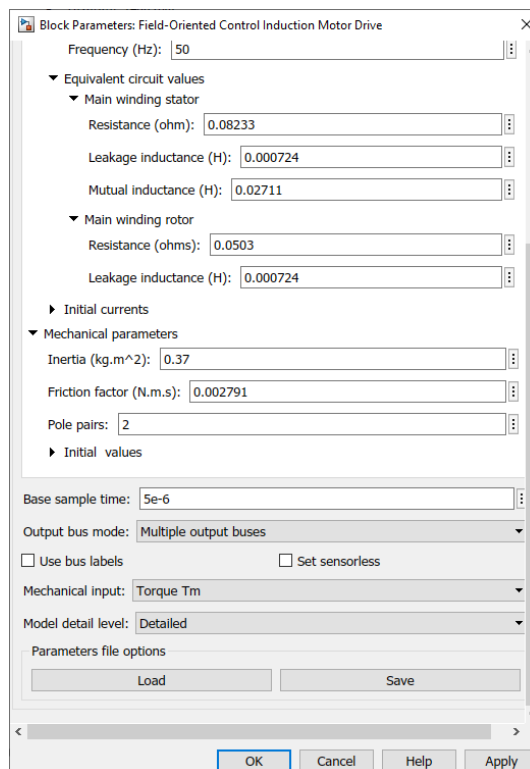 Block Parameters: Field-Oriented Control Induction Motor Drive
Frequency (Hz): 50
Equivalent circuit values
Main winding stator
Resistance (ohm): 0.08233
Leakage inductance (H): 0.000724
Mutual inductance (H): 0.02711
Main winding rotor
Resistance (ohms): 0.0503
Leakage inductance (H): 0.000724
Initial currents
Mechanical parameters
Inertia (kg.m^2): 0.37
Friction factor (N.m.s): 0.002791
Pole pairs: 2
Initial values
Base sample time: 5e-6
Output bus mode: Multiple output buses
Use bus labels Set sensorless
Mechanical input: Torque Tm
Model detail level: Detailed
Parameters file options
Load Save
OK Cancel Help Apply